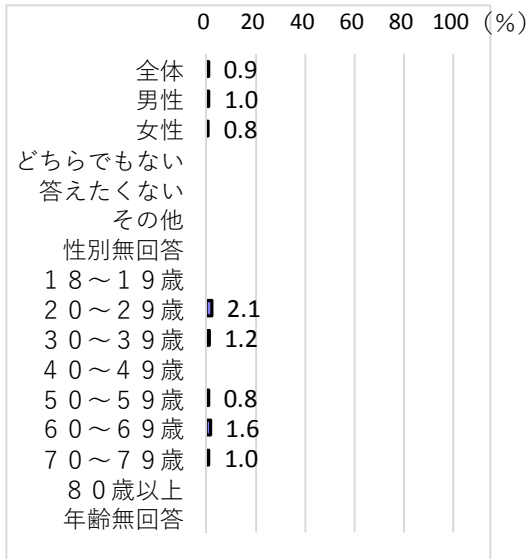 0 20 40 60 80 100 (%)
全体 0.9
男性 1.0
女性 0.8
どちらでもない
答えたくない
その他
性別無回答
１８～１９歳
２０～２９歳 2.1
３０～３９歳 1.2
４０～４９歳
５０～５９歳 0.8
６０～６９歳 1.6
７０～７９歳 1.0
８０歳以上
年齢無回答